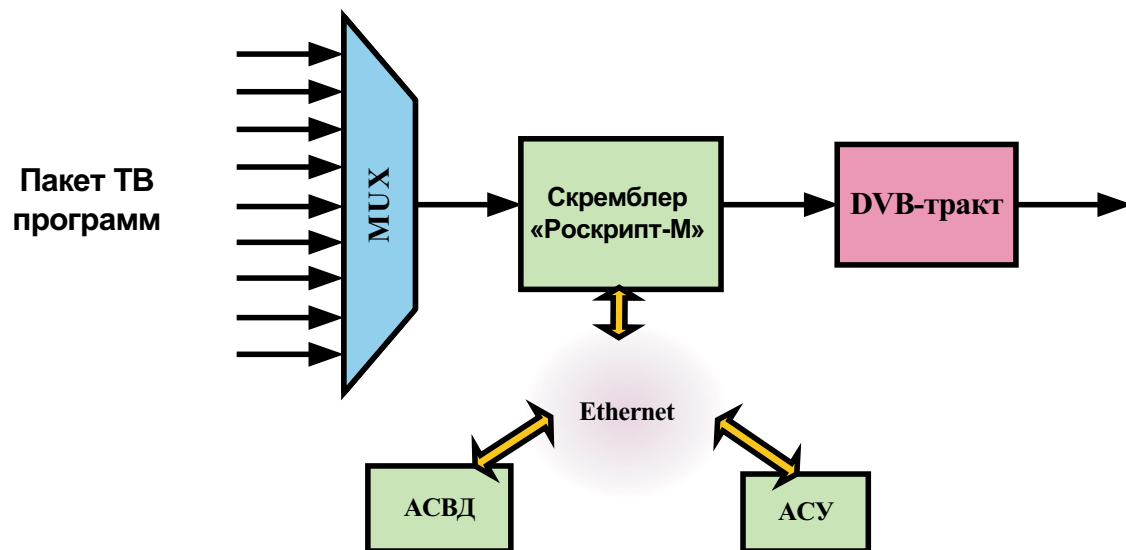 Пакет ТВ
программ
MUX
Скремблер
«Роскрипт-М»
DVB-тракт
Ethernet
АСВД
АСУ